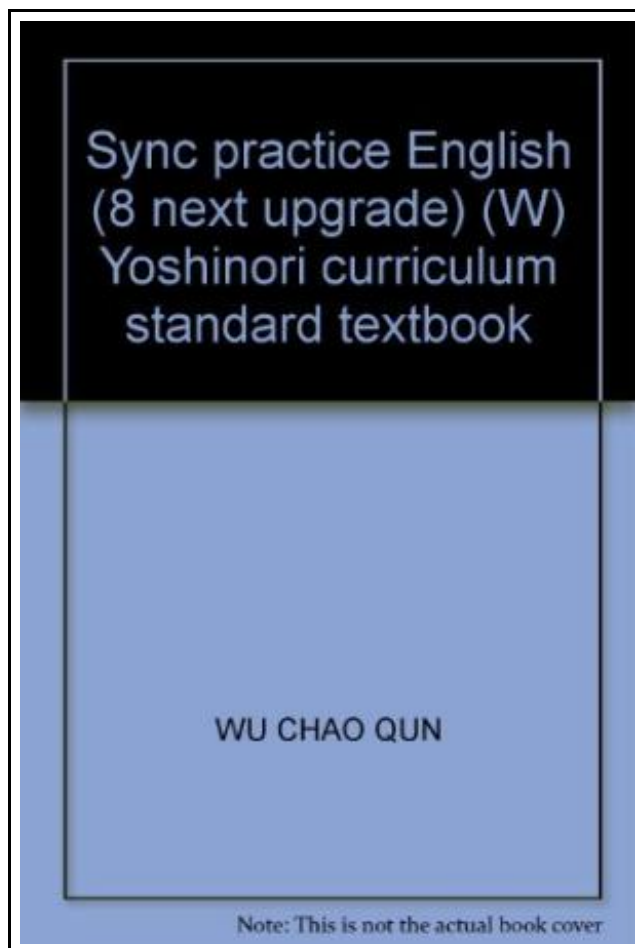 Sync practice English
(8 next upgrade) (W)
Yoshinori curriculum
standard textbook
WU CHAO QUN
Note: This is not the actual book cover